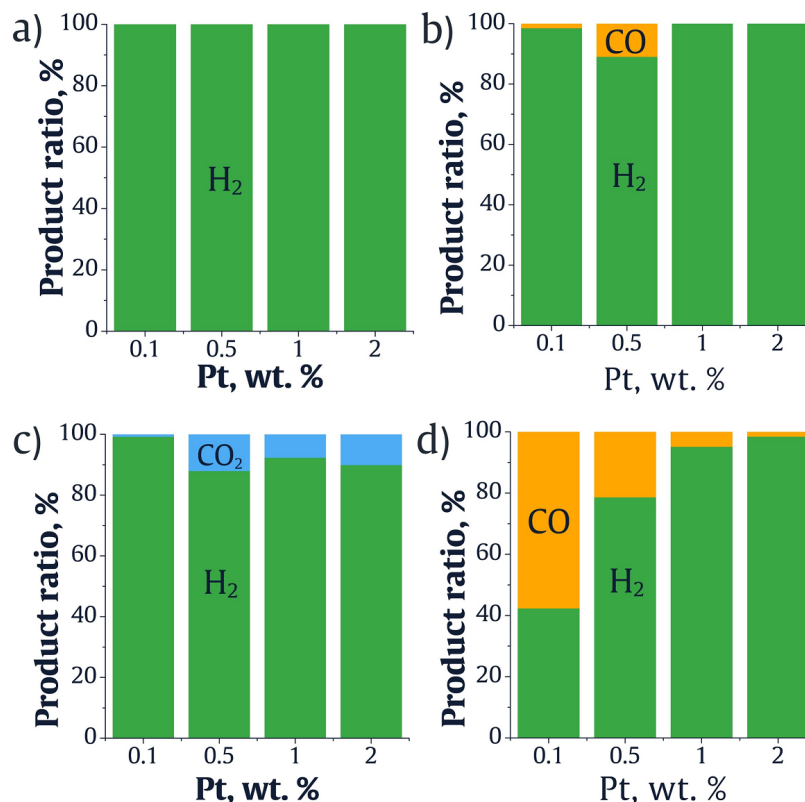 a)
Product ratio, %
100
80
60
40
20
0
H₂
0.1 0.5 1 2
Pt, wt. %
b)
Product ratio, %
100
80
60
40
20
0
CO
H₂
0.1 0.5 1 2
Pt, wt. %
c)
Product ratio, %
100
80
60
40
20
0
CO₂
H₂
0.1 0.5 1 2
Pt, wt. %
d)
Product ratio, %
100
80
60
40
20
0
CO
H₂
0.1 0.5 1 2
Pt, wt. %